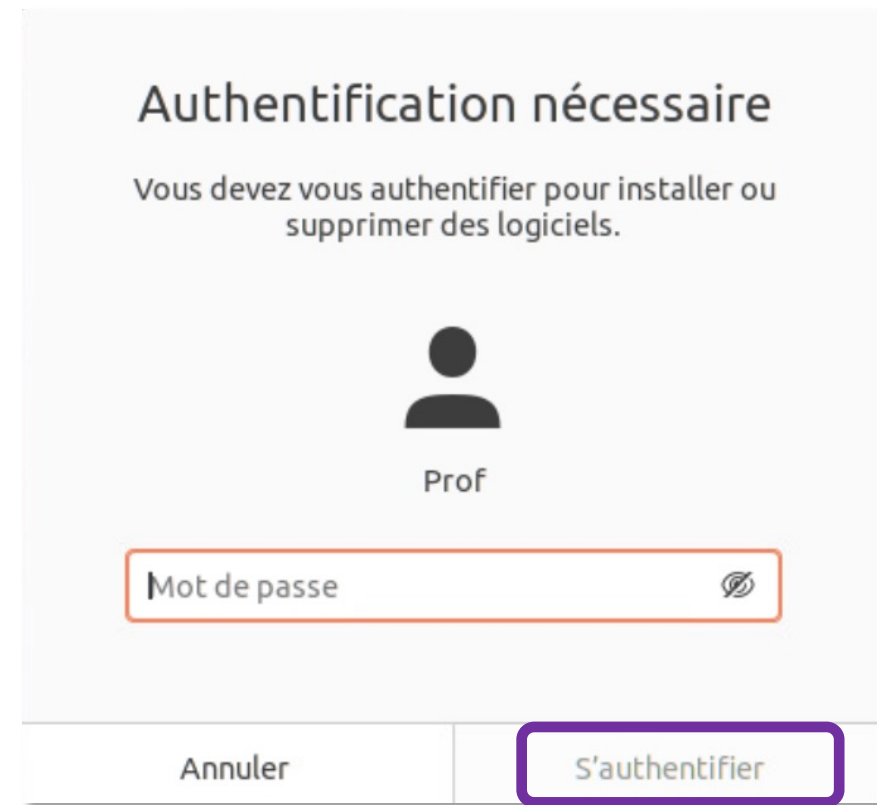 Authentification nécessaire
Vous devez vous authentifier pour installer ou
supprimer des logiciels.
Prof
Mot de passe
Annuler
S’authentifier